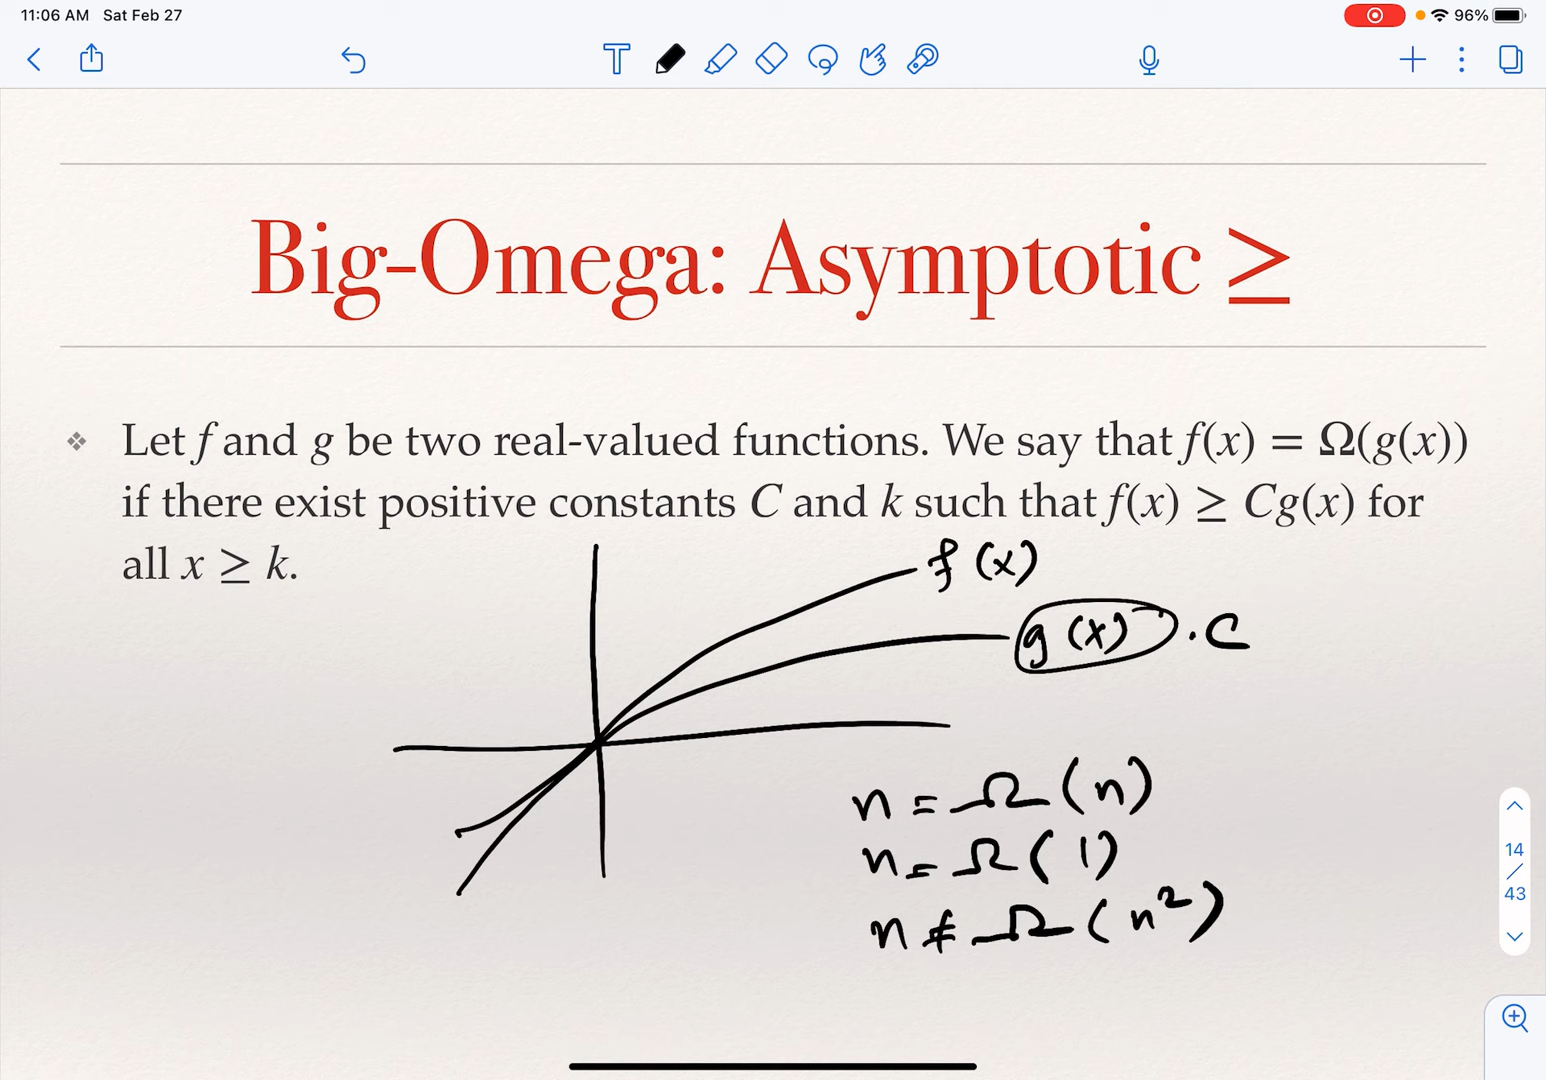 11:06 AM Sat Feb 27
96%
Big-Omega: Asymptotic ≥
❖ Let f and g be two real-valued functions. We say that f(x) = Ω(g(x))
if there exist positive constants C and k such that f(x) ≥ Cg(x) for
all x ≥ k.
f(x)
g(x) · C
n = Ω(n)
n = Ω(1)
n ≠ Ω(n²)
14
/
43